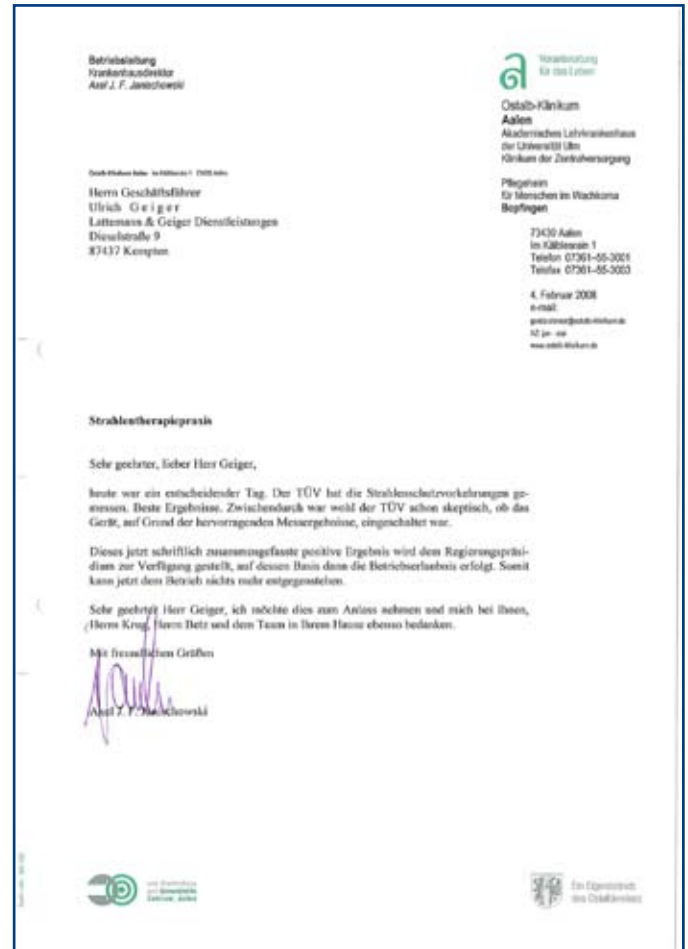 Betriebsleitung
Krankenhausdirektor
Axel J. F. Janischowski
Verantwortung
für das Leben
Ostalb-Klinikum
Aalen
Akademisches Lehrkrankenhaus
der Universität Ulm
Klinikum der Zentralversorgung
Pflegeheim
für Menschen im Wachkoma
Bopfingen
73430 Aalen
Im Kälblesrain 1
Telefon 07361-55-3001
Telefax 07361-55-3003
4. Februar 2008
e-mail:
www.ostalb-klinikum.de
Herrn Geschäftsführer
Ulrich Geiger
Lattemann & Geiger Dienstleistungen
Dieselstraße 9
87437 Kempten
Strahlentherapiepraxis
Sehr geehrter, lieber Herr Geiger,
heute war ein entscheidender Tag. Der TÜV hat die Strahlenschutzvorkehrungen ge-
messen. Beste Ergebnisse. Zwischendurch war wohl der TÜV schon skeptisch, ob das
Gerät, auf Grund der hervorragenden Messergebnisse, eingeschaltet war.
Dieses jetzt schriftlich zusammengefasste positive Ergebnis wird dem Regierungspräsi-
dium zur Verfügung gestellt, auf dessen Basis dann die Betriebserlaubnis erfolgt. Somit
kann jetzt dem Betrieb nichts mehr entgegenstehen.
Sehr geehrter Herr Geiger, ich möchte dies zum Anlass nehmen und mich bei Ihnen,
Herrn Krug, Herrn Betz und dem Team in Ihrem Hause ebenso bedanken.
Mit freundlichen Grüßen
Axel J. F. Janischowski
Ein Eigenbetrieb
des Ostalbkreises